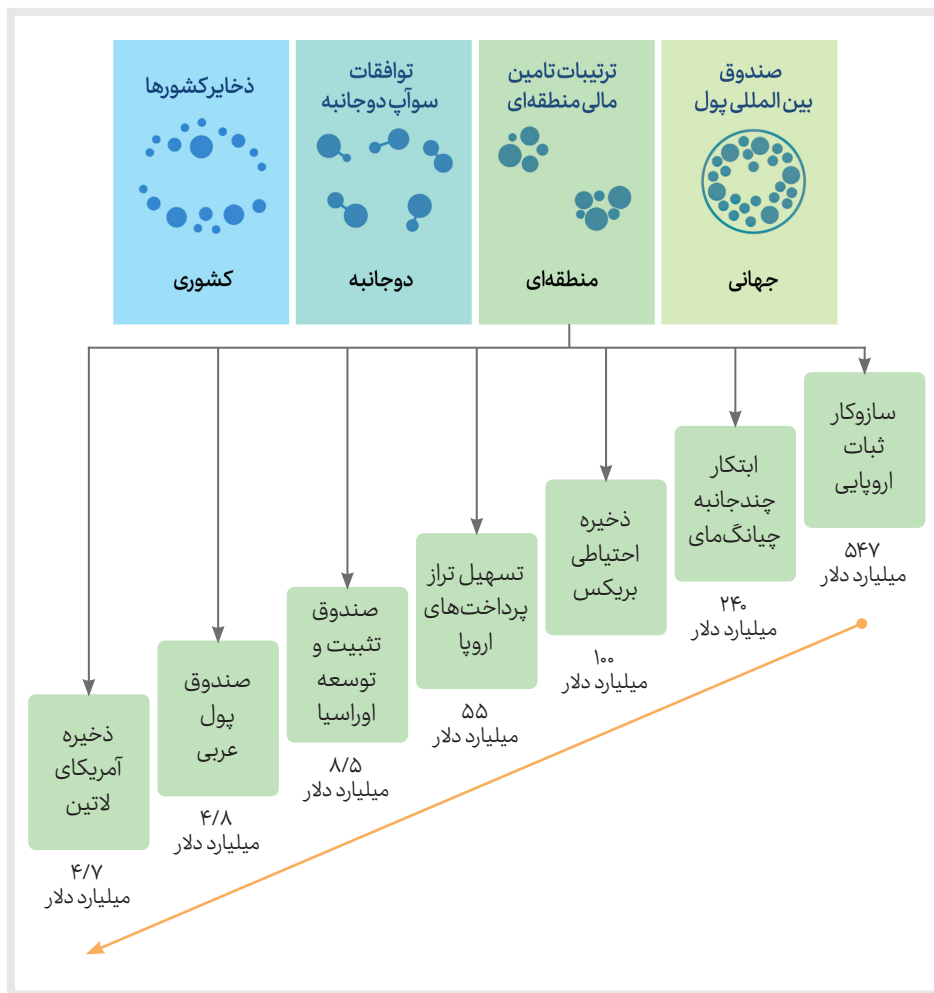 صندوق
بین المللی پول
جهانی
ترتیبات تامین
مالی منطقه‌ای
منطقه‌ای
توافقات
سوآپ دوجانبه
دوجانبه
ذخایر کشورها
کشوری
سازوکار
ثبات
اروپایی
۵۴۷
میلیارد دلار
ابتکار
چندجانبه
چیانگ‌مای
۲۴۰
میلیارد دلار
ذخیره
احتیاطی
بریکس
۱۰۰
میلیارد دلار
تسهیل تراز
پرداخت‌های
اروپا
۵۵
میلیارد دلار
صندوق
تثبیت و
توسعه
اوراسیا
۸/۵
میلیارد دلار
صندوق
پول
عربی
۴/۸
میلیارد دلار
ذخیره
آمریکای
لاتین
۴/۷
میلیارد دلار